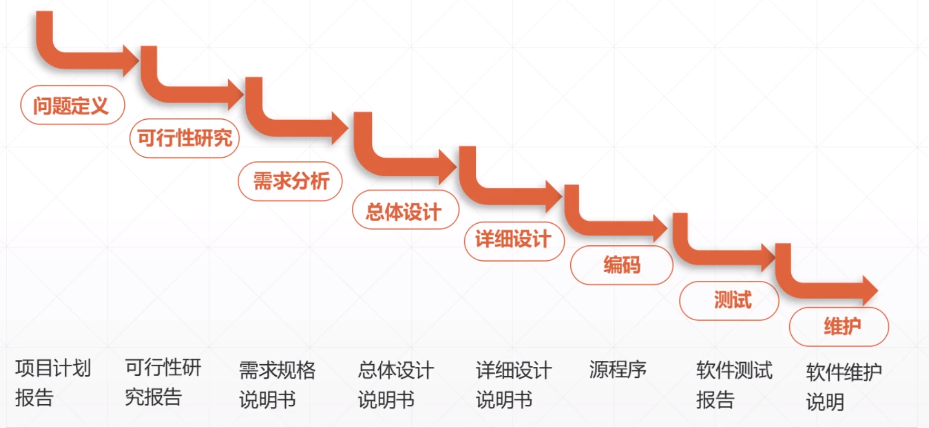 问题定义
可行性研究
需求分析
总体设计
详细设计
编码
测试
维护
项目计划
报告
可行性研
究报告
需求规格
说明书
总体设计
说明书
详细设计
说明书
源程序
软件测试
报告
软件维护
说明